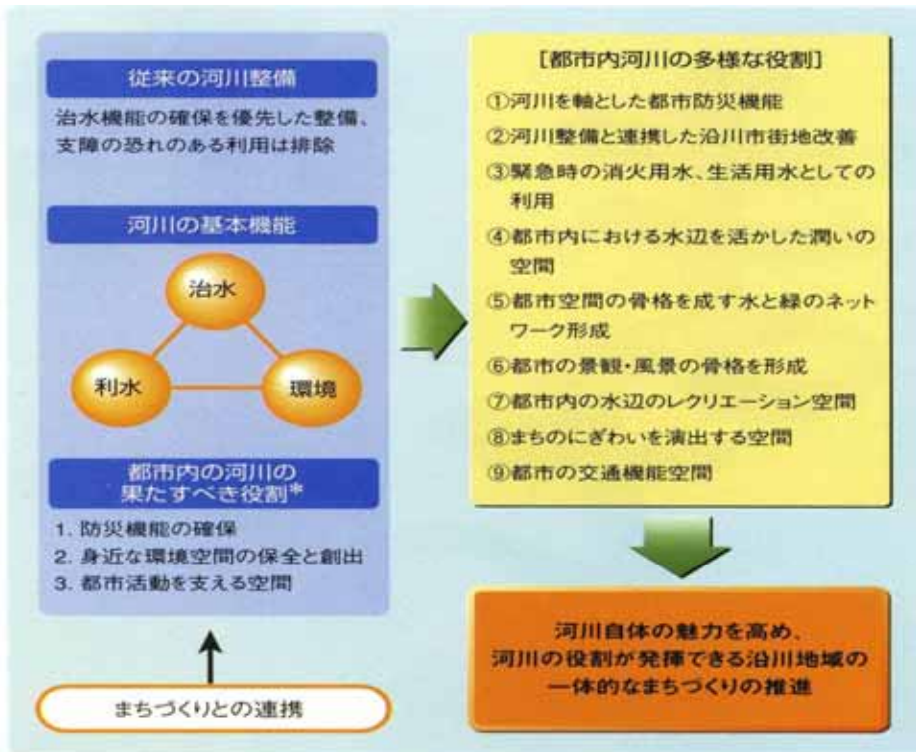 従来の河川整備
治水機能の確保を優先した整備、
支障の恐れのある利用は排除
河川の基本機能
治水
利水
環境
都市内の河川の
果たすべき役割*
1. 防災機能の確保
2. 身近な環境空間の保全と創出
3. 都市活動を支える空間
まちづくりとの連携
［都市内河川の多様な役割］
①河川を軸とした都市防災機能
②河川整備と連携した沿川市街地改善
③緊急時の消火用水、生活用水としての
利用
④都市内における水辺を活かした潤いの
空間
⑤都市空間の骨格を成す水と緑のネット
ワーク形成
⑥都市の景観・風景の骨格を形成
⑦都市内の水辺のレクリエーション空間
⑧まちのにぎわいを演出する空間
⑨都市の交通機能空間
河川自体の魅力を高め、
河川の役割が発揮できる沿川地域の
一体的なまちづくりの推進